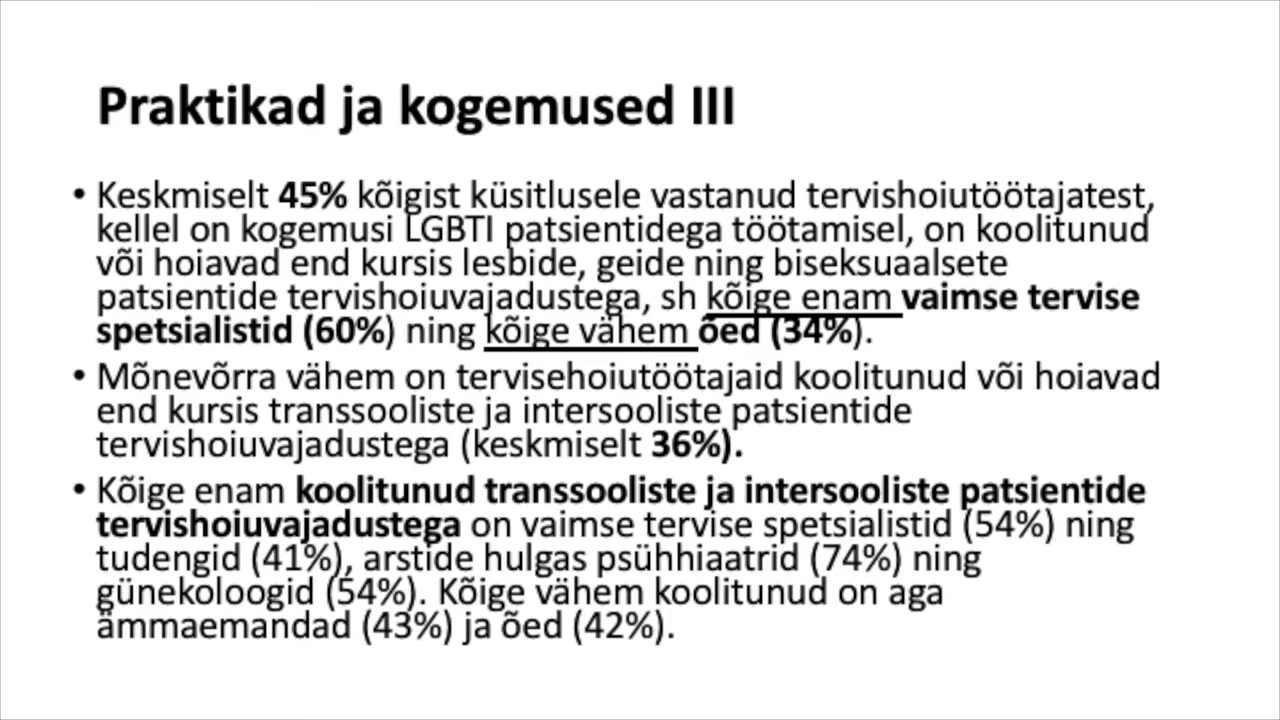 Praktikad ja kogemused III
• Keskmiselt 45% kõigist küsitlusele vastanud tervishoiutöötajatest,
kellel on kogemusi LGBTI patsientidega töötamisel, on koolitunud
või hoiavad end kursis lesbide, geide ning biseksuaalsete
patsientide tervishoiuvajadustega, sh kõige enam vaimse tervise
spetsialistid (60%) ning kõige vähem õed (34%).
• Mõnevõrra vähem on tervisehoiutöötajaid koolitunud või hoiavad
end kursis transsooliste ja intersooliste patsientide
tervishoiuvajadustega (keskmiselt 36%).
• Kõige enam koolitunud transsooliste ja intersooliste patsientide
tervishoiuvajadustega on vaimse tervise spetsialistid (54%) ning
tudengid (41%), arstide hulgas psühhiaatrid (74%) ning
günekoloogid (54%). Kõige vähem koolitunud on aga
ämmaemandad (43%) ja õed (42%).